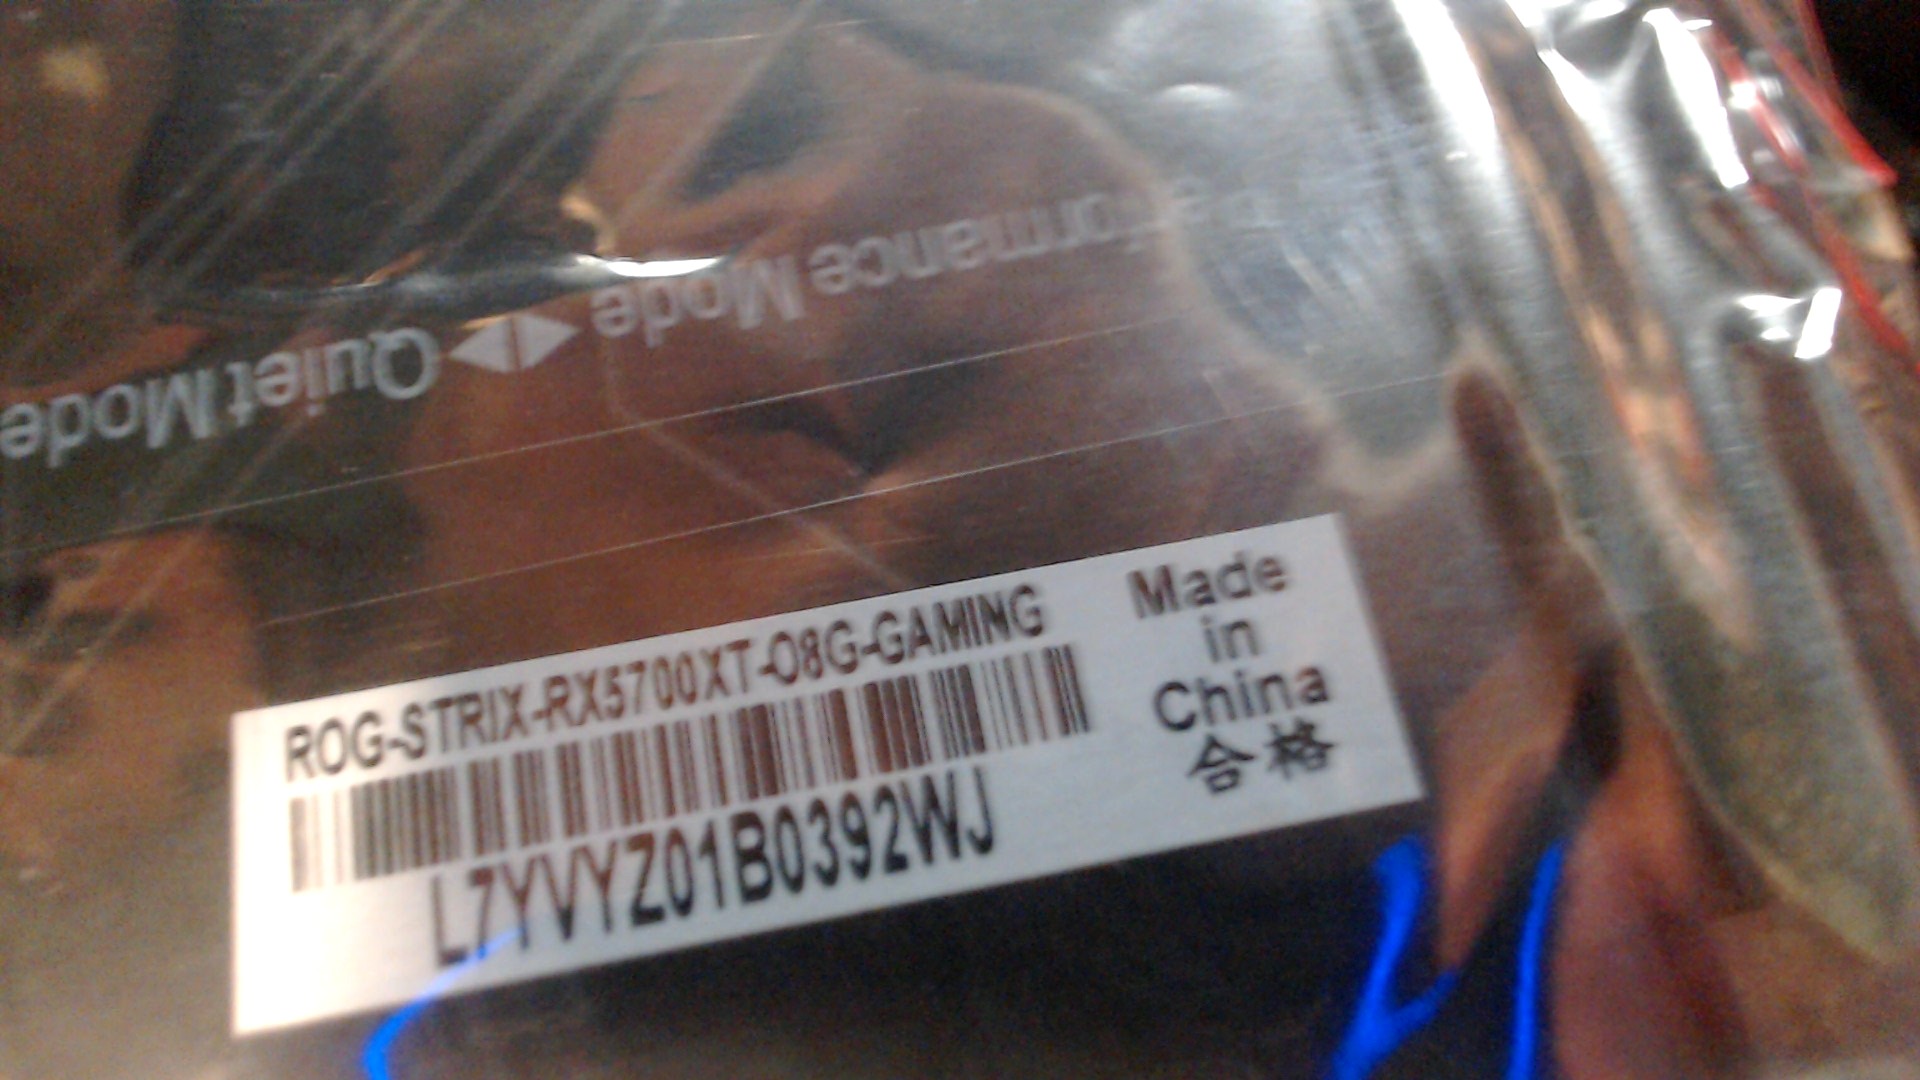 Performance Mode ◀▶ Quiet Mode
ROG-STRIX-RX5700XT-O8G-GAMING
L7YVYZ01B0392WJ
Made
in
China
合格